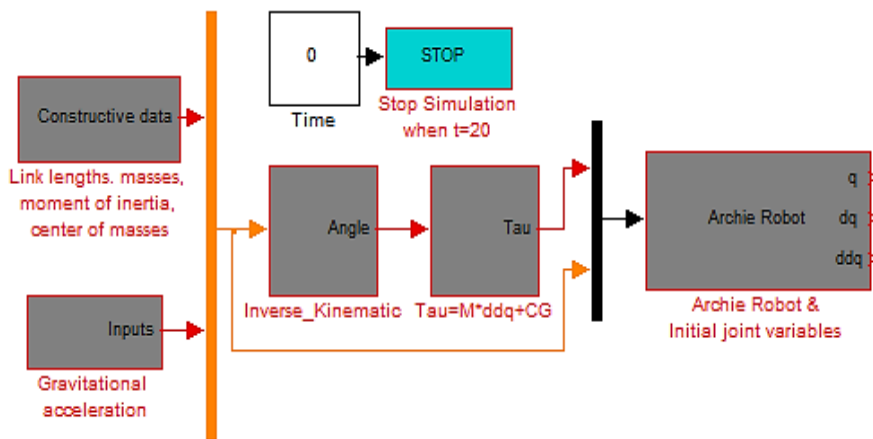 Constructive data
Link lengths. masses,
moment of inertia,
center of masses
Inputs
Gravitational
acceleration
0
Time
STOP
Stop Simulation
when t=20
Angle
Inverse_Kinematic
Tau
Tau=M*ddq+CG
Archie Robot
q
dq
ddq
Archie Robot &
Initial joint variables